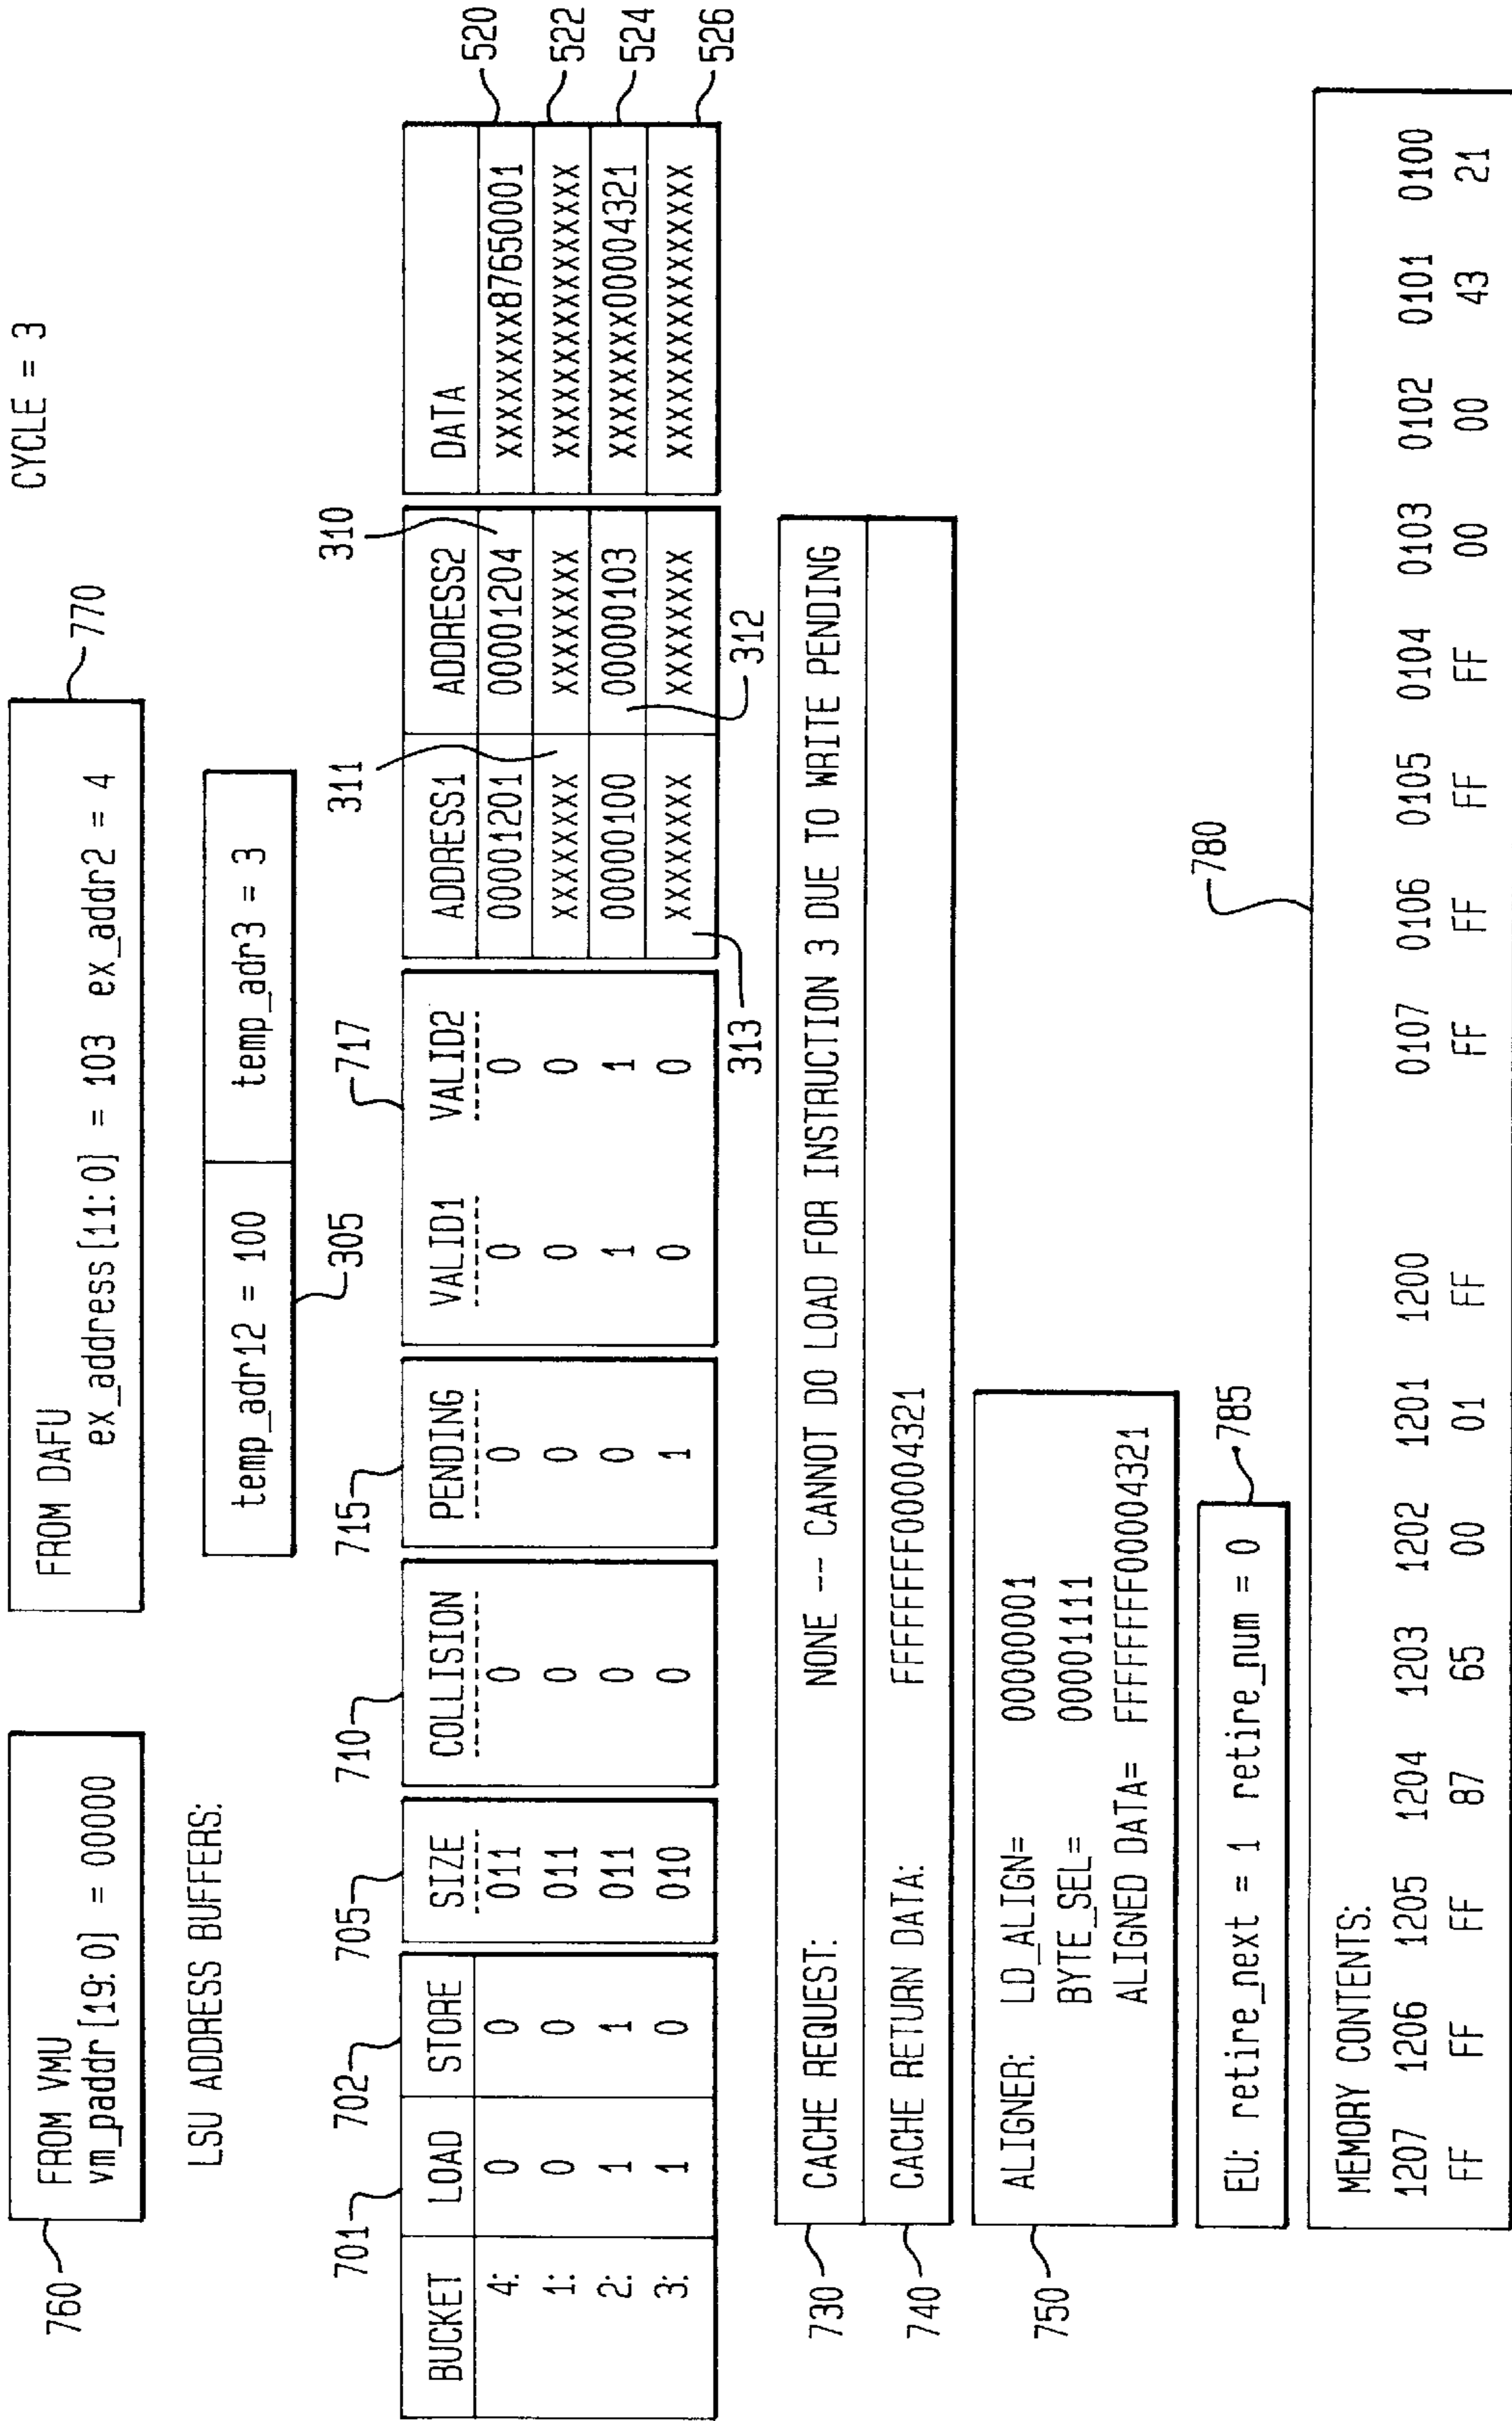 CYCLE = 3
760
FROM VMU
vm_paddr[19:0] = 00000
FROM DAFU
ex_address[11:0] = 103 ex_addr2 = 4
770
LSU ADDRESS BUFFERS:
temp_adr12 = 100 temp_adr3 = 3
305
701 702 705 710 715 717 311 310
BUCKET LOAD STORE SIZE COLLISION PENDING VALID1 VALID2 ADDRESS1 ADDRESS2 DATA
4: 0 0 011 0 0 0 0 00001201 00001204 XXXXXXXX87650001 520
1: 0 0 011 0 0 0 0 XXXXXXXX XXXXXXXX XXXXXXXXXXXXXXXX 522
2: 1 1 011 0 0 1 1 00000100 00000103 XXXXXXXX00004321 524
3: 1 0 010 0 1 0 0 XXXXXXXX XXXXXXXX XXXXXXXXXXXXXXXX 526
313 312
730 CACHE REQUEST: NONE -- CANNOT DO LOAD FOR INSTRUCTION 3 DUE TO WRITE PENDING
740 CACHE RETURN DATA: FFFFFFFF00004321
750 ALIGNER: LD_ALIGN= 00000001
BYTE_SEL= 00001111
ALIGNED DATA= FFFFFFFF00004321
EU: retire_next = 1 retire_num = 0 785
780
MEMORY CONTENTS:
1207 1206 1205 1204 1203 1202 1201 1200 0107 0106 0105 0104 0103 0102 0101 0100
FF FF FF 87 65 00 01 FF FF FF FF FF 00 00 43 21